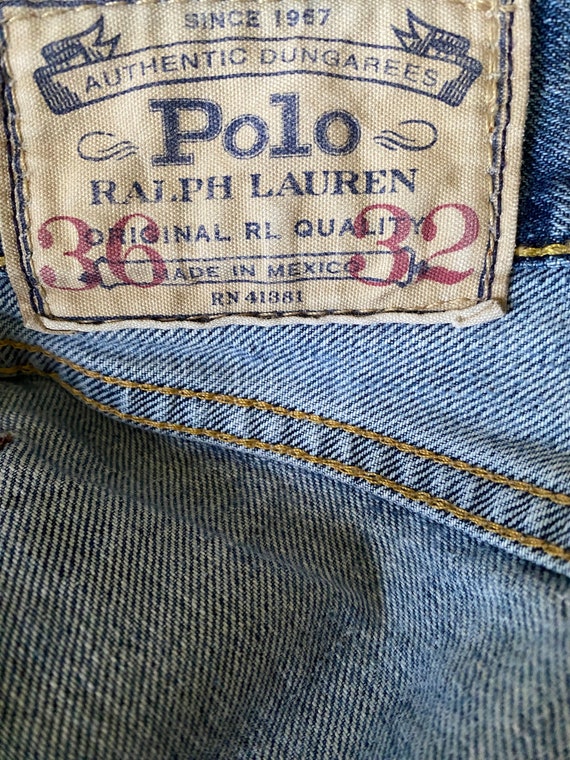 SINCE 1967
AUTHENTIC DUNGAREES
Polo
RALPH LAUREN
36 ORIGINAL RL QUALITY 32
MADE IN MEXICO
RN 41381